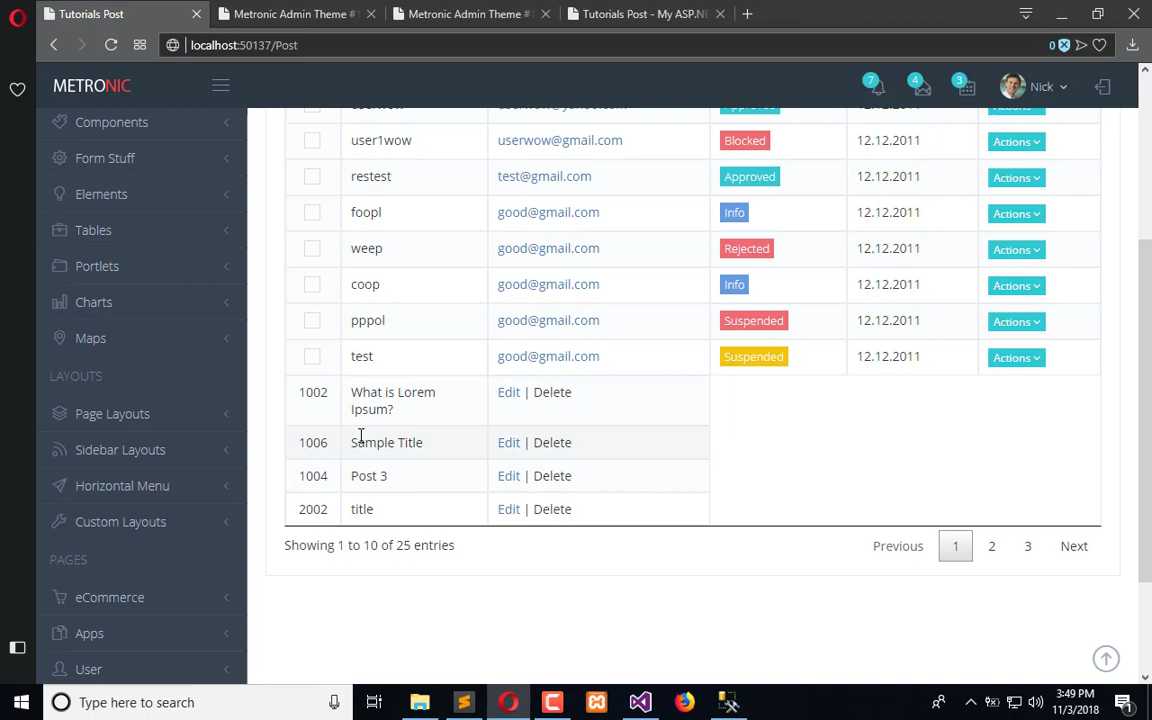 Tutorials Post
Metronic Admin Theme #
Metronic Admin Theme #
Tutorials Post - My ASP.NE
localhost:50137/Post
0
METRONIC
7
4
3
Nick
Components
Form Stuff
Elements
Tables
Portlets
Charts
Maps
LAYOUTS
Page Layouts
Sidebar Layouts
Horizontal Menu
Custom Layouts
PAGES
eCommerce
Apps
User
user1wow userwow@gmail.com Blocked 12.12.2011 Actions
restest test@gmail.com Approved 12.12.2011 Actions
foopl good@gmail.com Info 12.12.2011 Actions
weep good@gmail.com Rejected 12.12.2011 Actions
coop good@gmail.com Info 12.12.2011 Actions
pppol good@gmail.com Suspended 12.12.2011 Actions
test good@gmail.com Suspended 12.12.2011 Actions
1002 What is Lorem Edit | Delete
Ipsum?
1006 Sample Title Edit | Delete
1004 Post 3 Edit | Delete
2002 title Edit | Delete
Showing 1 to 10 of 25 entries
Previous 1 2 3 Next
Type here to search
3:49 PM
11/3/2018
1